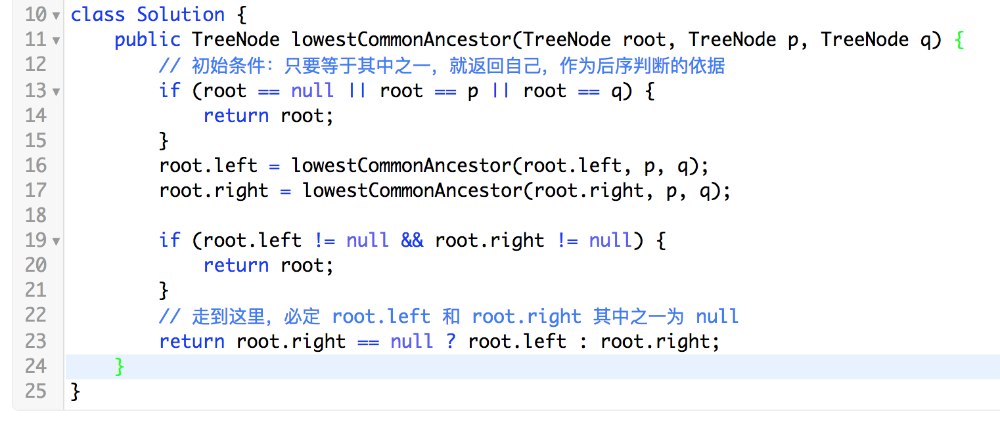 10 class Solution {
11     public TreeNode lowestCommonAncestor(TreeNode root, TreeNode p, TreeNode q) {
12         // 初始条件：只要等于其中之一，就返回自己，作为后序判断的依据
13         if (root == null || root == p || root == q) {
14             return root;
15         }
16         root.left = lowestCommonAncestor(root.left, p, q);
17         root.right = lowestCommonAncestor(root.right, p, q);
18
19         if (root.left != null && root.right != null) {
20             return root;
21         }
22         // 走到这里，必定 root.left 和 root.right 其中之一为 null
23         return root.right == null ? root.left : root.right;
24     }
25 }